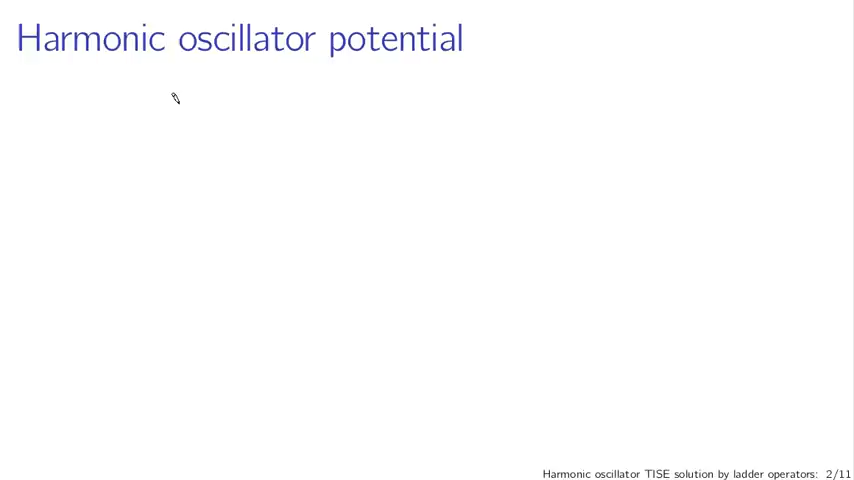 Harmonic oscillator potential
Harmonic oscillator TISE solution by ladder operators: 2/11